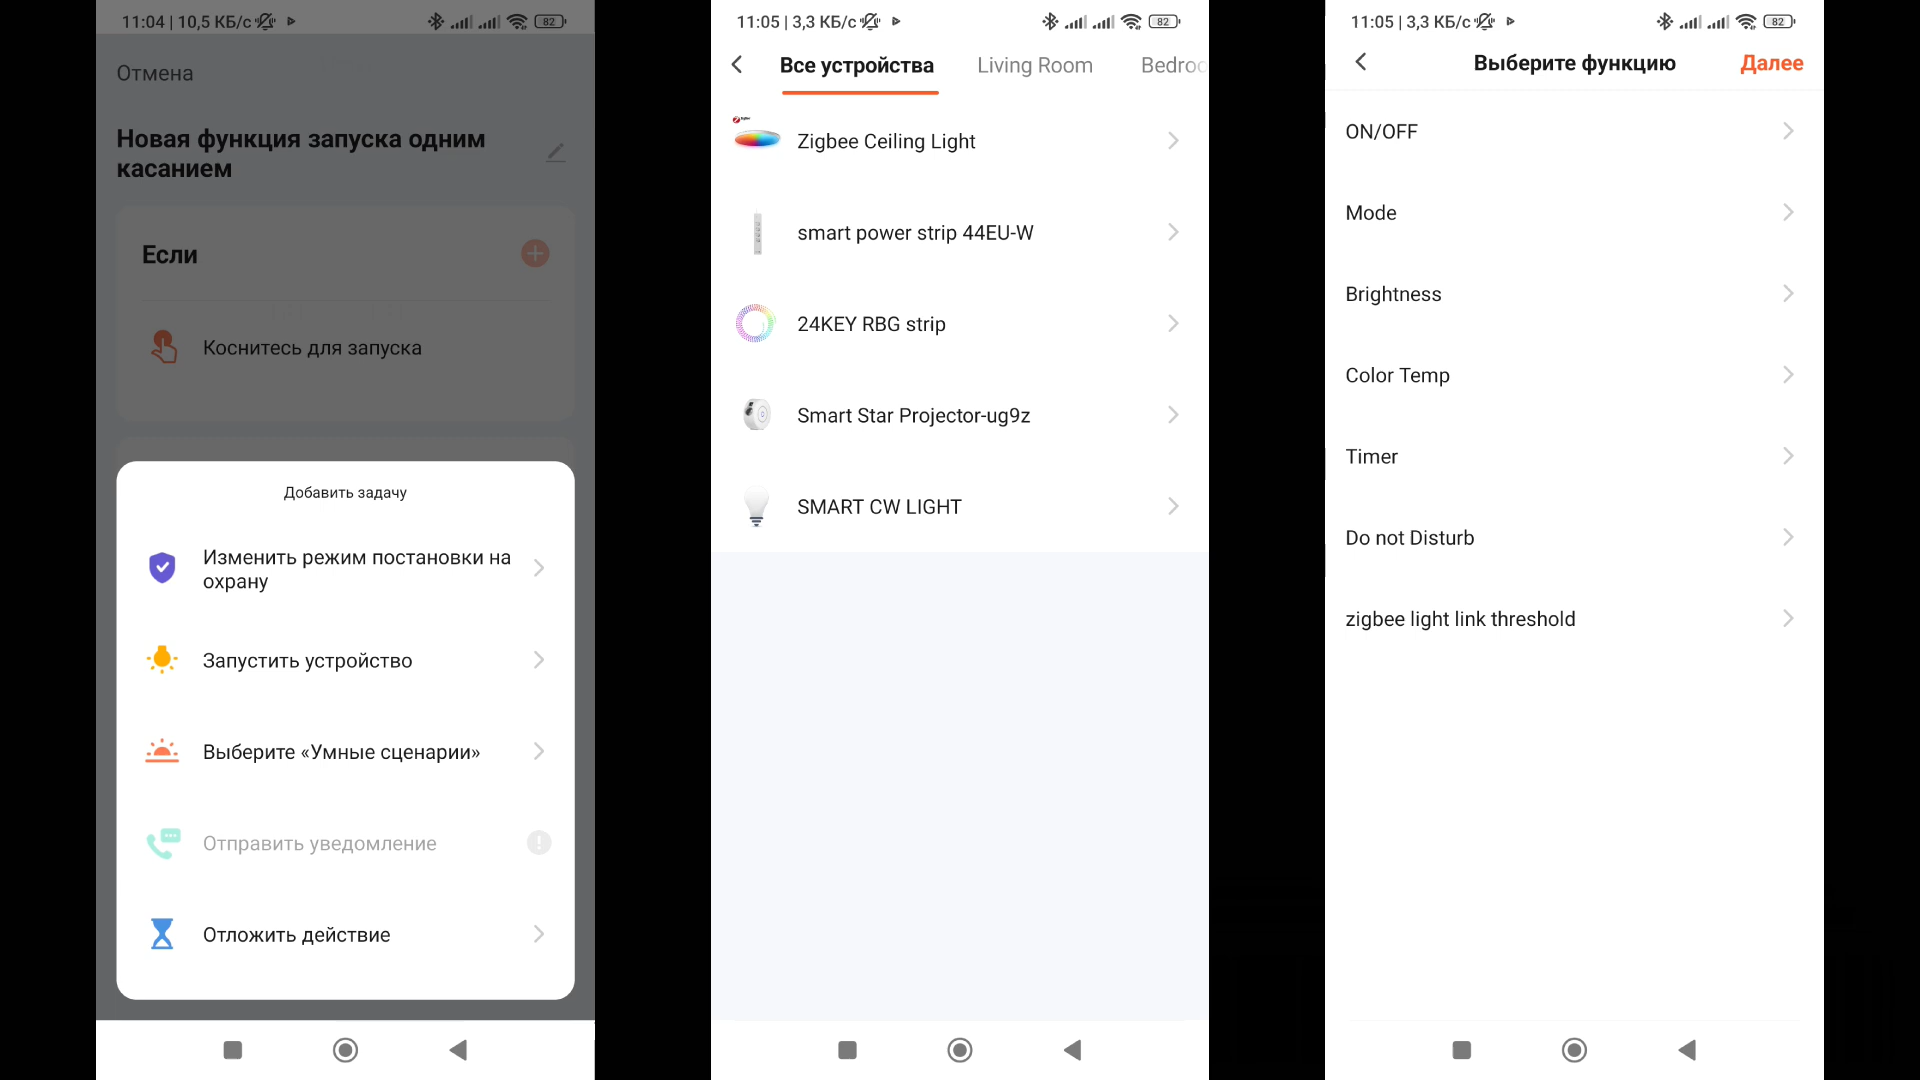 11:04 | 10,5 КБ/с
82
Отмена
Новая функция запуска одним
касанием
Если
Коснитесь для запуска
Добавить задачу
Изменить режим постановки на
охрану
Запустить устройство
Выберите «Умные сценарии»
Отправить уведомление
Отложить действие
11:05 | 3,3 КБ/с
82
Все устройства
Living Room
Bedroo
Zigbee Ceiling Light
smart power strip 44EU-W
24KEY RBG strip
Smart Star Projector-ug9z
SMART CW LIGHT
11:05 | 3,3 КБ/с
82
Выберите функцию
Далее
ON/OFF
Mode
Brightness
Color Temp
Timer
Do not Disturb
zigbee light link threshold